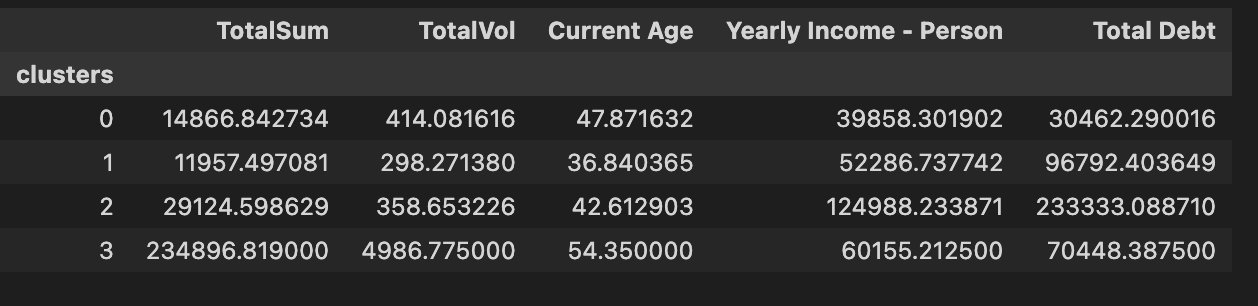 TotalSum TotalVol Current Age Yearly Income - Person Total Debt
clusters
0 14866.842734 414.081616 47.871632 39858.301902 30462.290016
1 11957.497081 298.271380 36.840365 52286.737742 96792.403649
2 29124.598629 358.653226 42.612903 124988.233871 233333.088710
3 234896.819000 4986.775000 54.350000 60155.212500 70448.387500